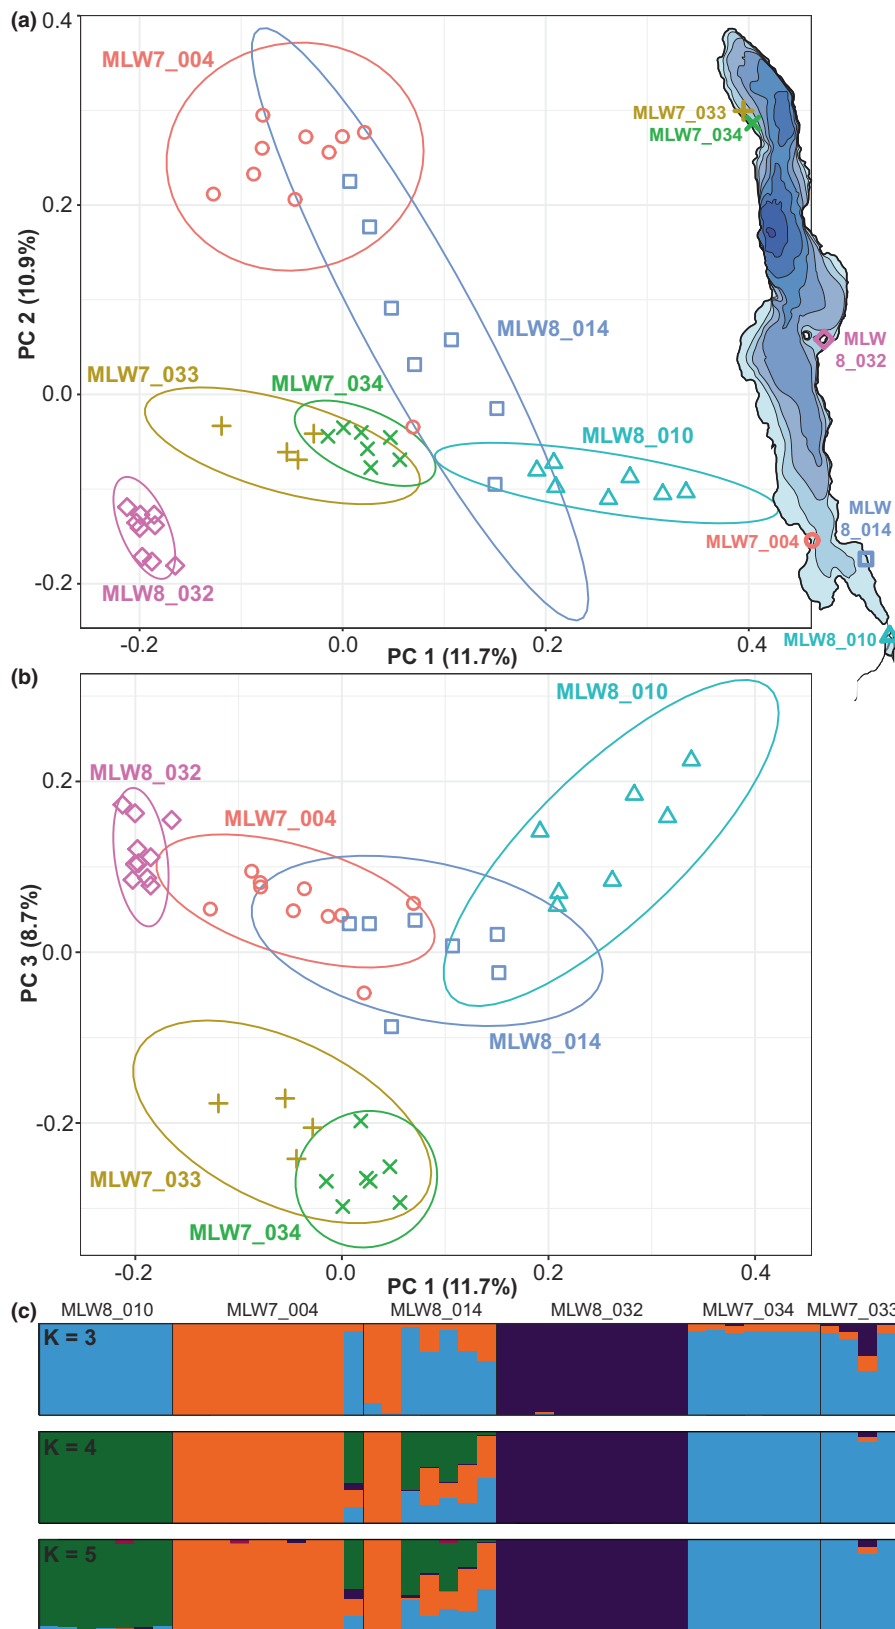 (a)
0.4
MLW7_004
MLW7_033
MLW7_034
0.2
PC 2 (10.9%)
MLW8_014
MLW
8_032
MLW7_033
MLW7_034
0.0
MLW8_010
MLW
8_014
MLW7_004
-0.2
MLW8_032
MLW8_010
-0.2
0.0
0.2
0.4
PC 1 (11.7%)
(b)
MLW8_010
MLW8_032
0.2
MLW7_004
PC 3 (8.7%)
0.0
MLW8_014
-0.2
MLW7_033
MLW7_034
-0.2
0.0
0.2
0.4
PC 1 (11.7%)
(c)
MLW8_010 MLW7_004 MLW8_014 MLW8_032 MLW7_034 MLW7_033
K = 3
K = 4
K = 5